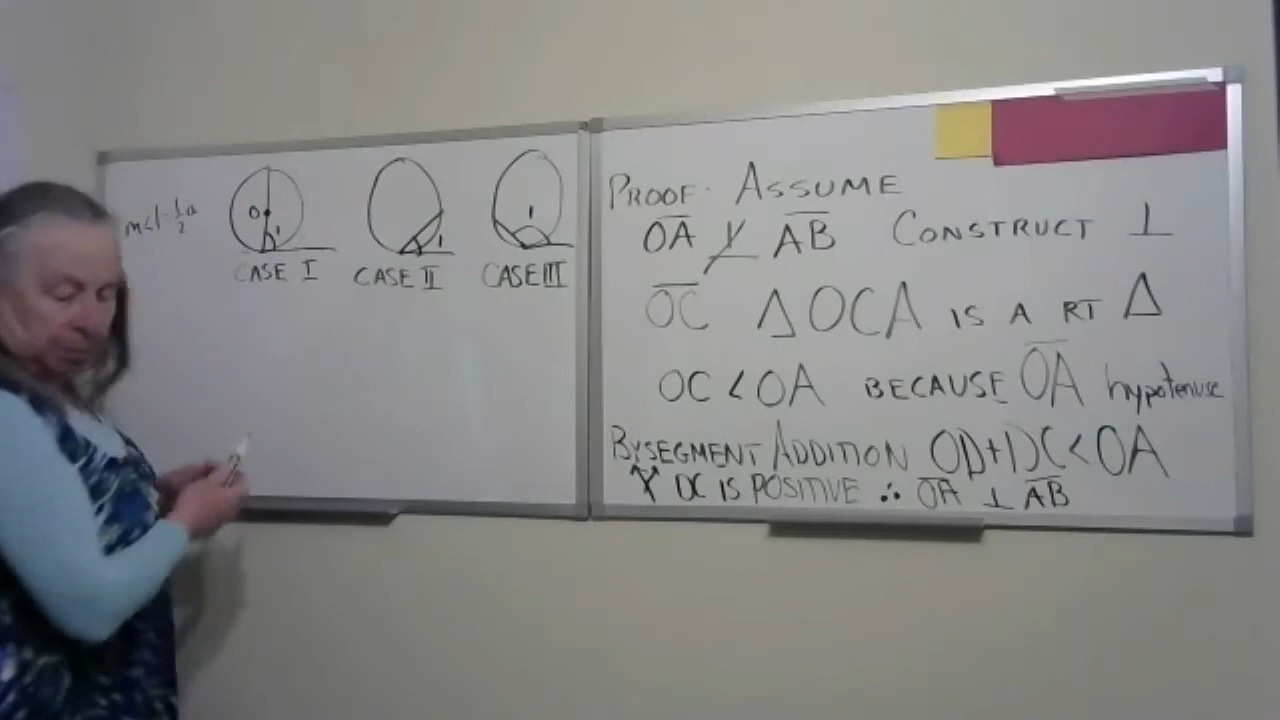 m<1 = 1/2 a
O
1
1
1
CASE I
CASE II
CASE III
PROOF: ASSUME
OA ⊥̸ AB CONSTRUCT ⊥
OC △OCA IS A RT △
OC < OA BECAUSE OA hypotenuse
BY SEGMENT ADDITION OD+DC<OA
DC IS POSITIVE ∴ OA ⊥ AB